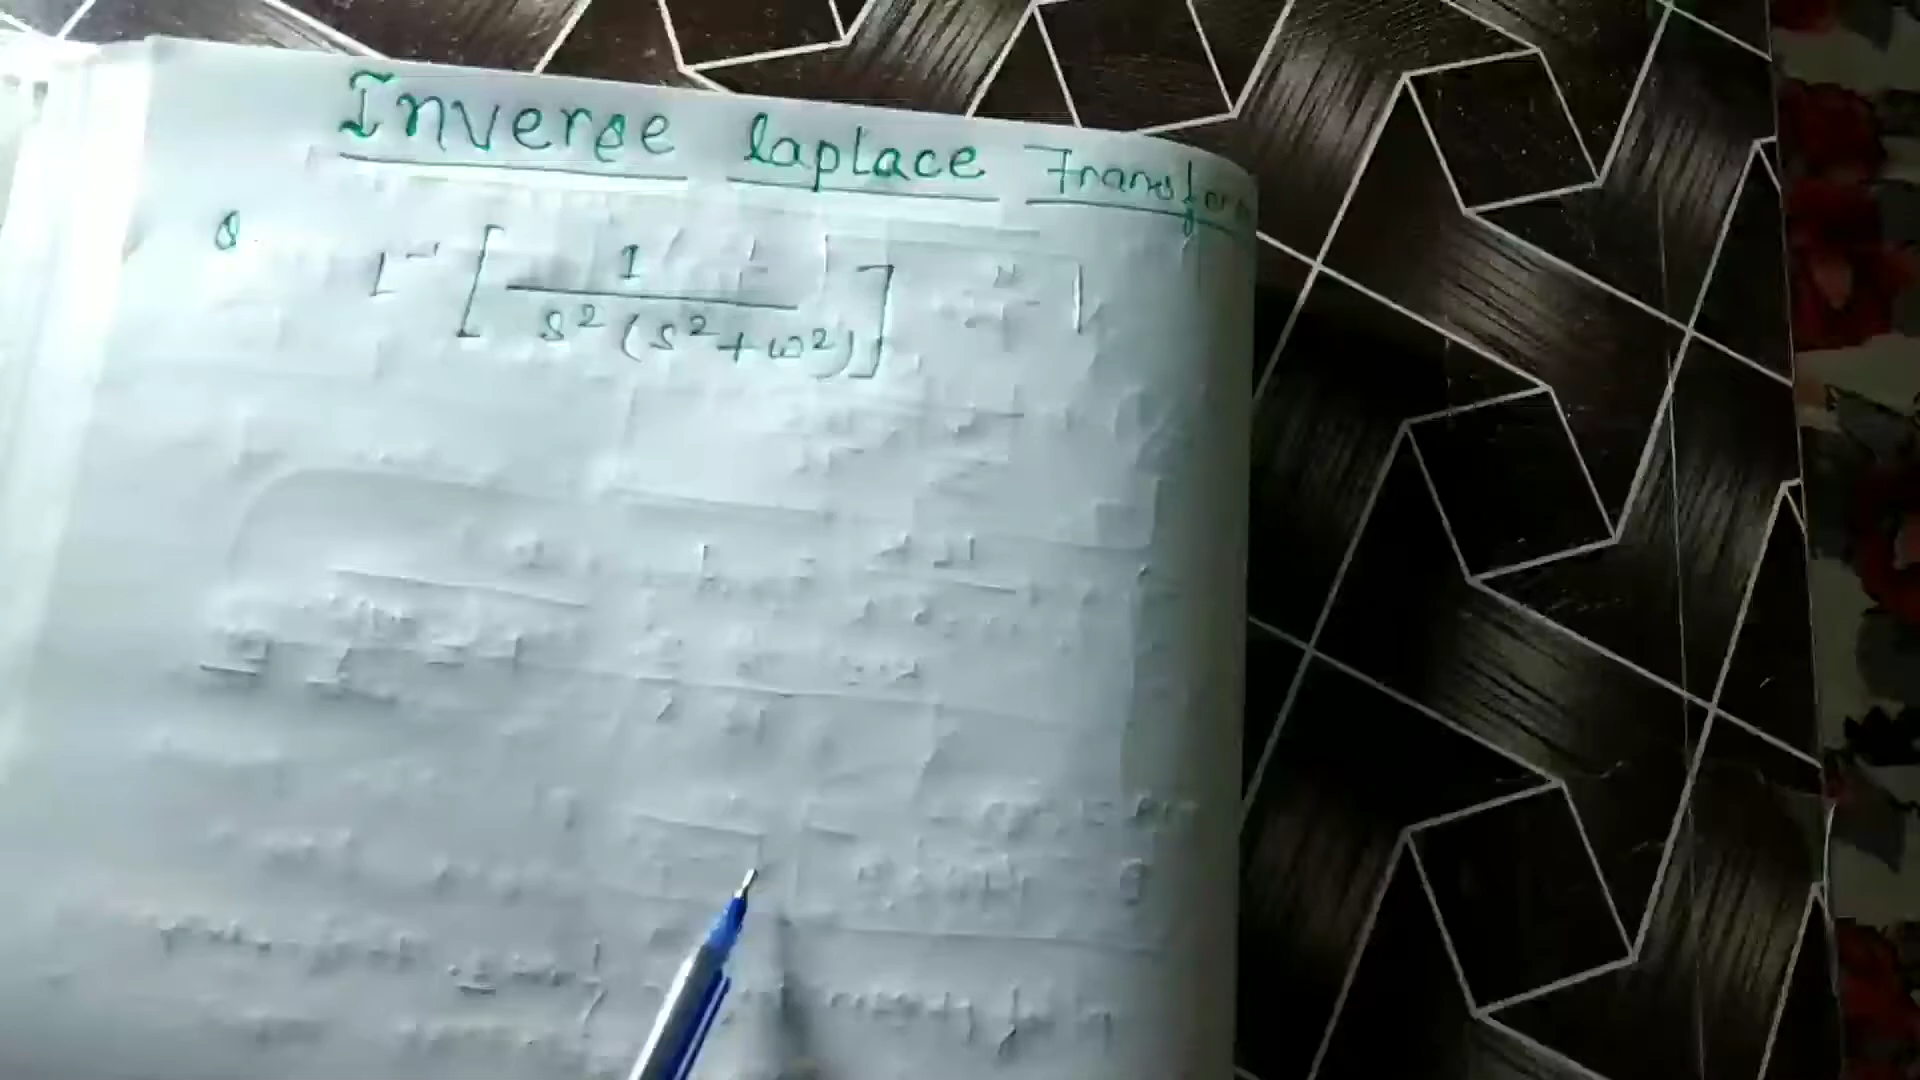 Inverse laplace Transform
Q L⁻¹ [ 1 / s²(s²+ω²) ]